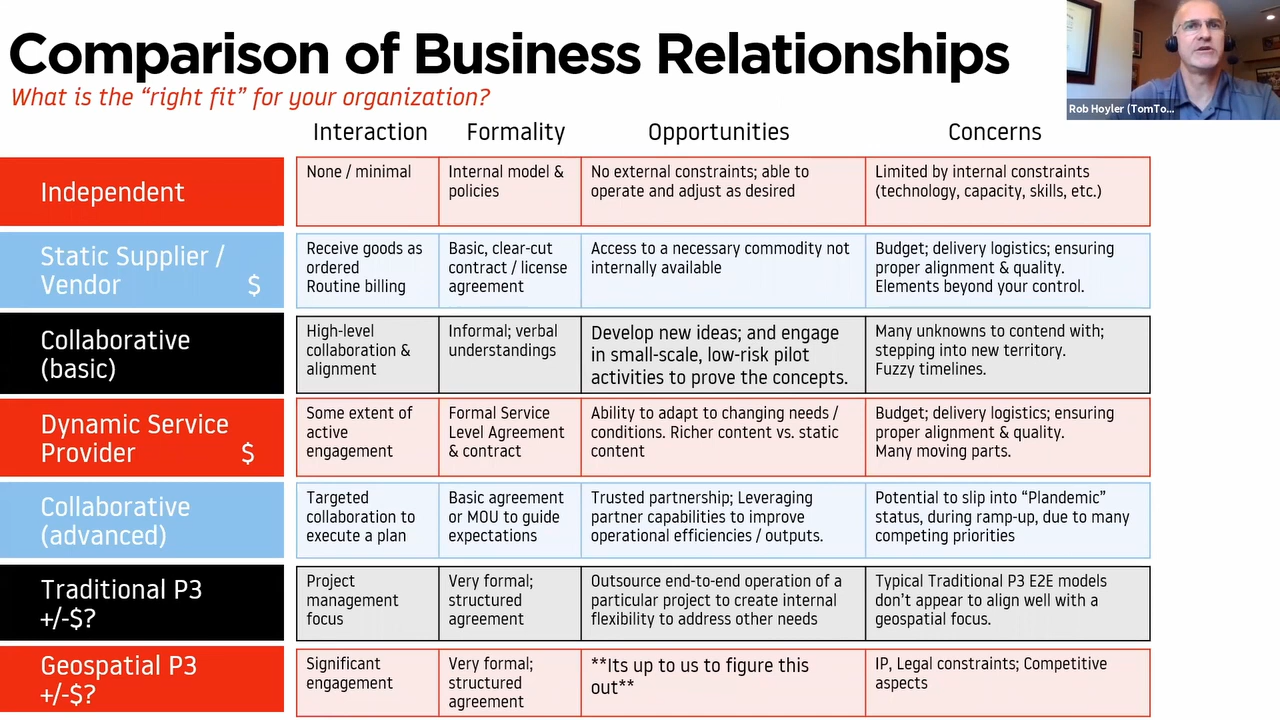 Comparison of Business Relationships
What is the “right fit” for your organization?
Rob Hoyler (TomTo...
Interaction Formality Opportunities Concerns
Independent
None / minimal
Internal model &
policies
No external constraints; able to
operate and adjust as desired
Limited by internal constraints
(technology, capacity, skills, etc.)
Static Supplier /
Vendor $
Receive goods as
ordered
Routine billing
Basic, clear-cut
contract / license
agreement
Access to a necessary commodity not
internally available
Budget; delivery logistics; ensuring
proper alignment & quality.
Elements beyond your control.
Collaborative
(basic)
High-level
collaboration &
alignment
Informal; verbal
understandings
Develop new ideas; and engage
in small-scale, low-risk pilot
activities to prove the concepts.
Many unknowns to contend with;
stepping into new territory.
Fuzzy timelines.
Dynamic Service
Provider $
Some extent of
active
engagement
Formal Service
Level Agreement
& contract
Ability to adapt to changing needs /
conditions. Richer content vs. static
content
Budget; delivery logistics; ensuring
proper alignment & quality.
Many moving parts.
Collaborative
(advanced)
Targeted
collaboration to
execute a plan
Basic agreement
or MOU to guide
expectations
Trusted partnership; Leveraging
partner capabilities to improve
operational efficiencies / outputs.
Potential to slip into “Plandemic”
status, during ramp-up, due to many
competing priorities
Traditional P3
+/-$?
Project
management
focus
Very formal;
structured
agreement
Outsource end-to-end operation of a
particular project to create internal
flexibility to address other needs
Typical Traditional P3 E2E models
don’t appear to align well with a
geospatial focus.
Geospatial P3
+/-$?
Significant
engagement
Very formal;
structured
agreement
**Its up to us to figure this
out**
IP, Legal constraints; Competitive
aspects